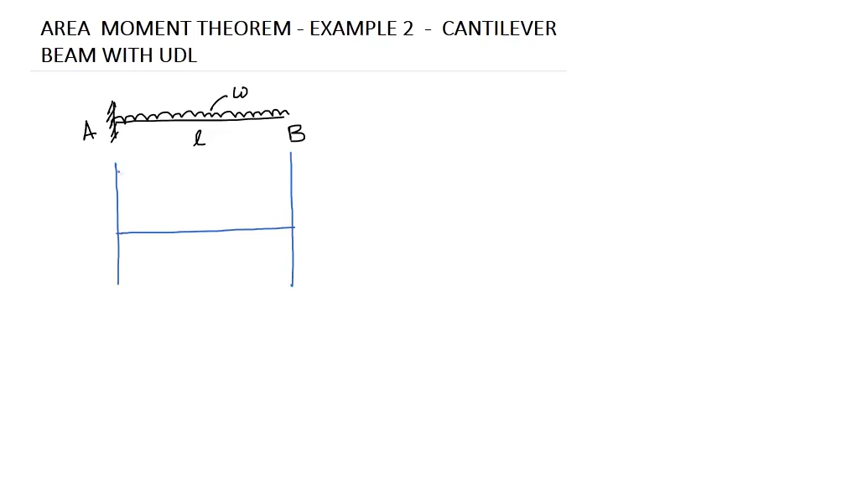 AREA MOMENT THEOREM - EXAMPLE 2 - CANTILEVER
BEAM WITH UDL
ω
A
l
B